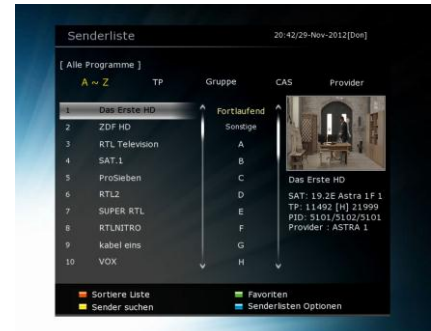 Senderliste
20:42/29-Nov-2012[Don]
[ Alle Programme ]
A ~ Z TP Gruppe CAS Provider
1 Das Erste HD
2 ZDF HD
3 RTL Television
4 SAT.1
5 ProSieben
6 RTL2
7 SUPER RTL
8 RTLNITRO
9 kabel eins
10 VOX
Fortlaufend
Sonstige
A
B
C
D
E
F
G
H
Das Erste HD
SAT: 19.2E Astra 1F 1
TP: 11492 [H] 21999
PID: 5101/5102/5101
Provider : ASTRA 1
Sortiere Liste
Favoriten
Sender suchen
Senderlisten Optionen